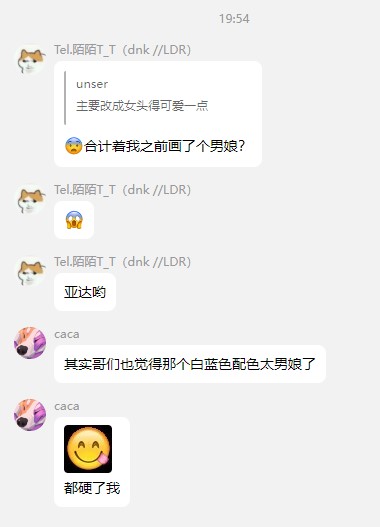 19:54
Tel.陌陌T_T（dnk //LDR）
unser
主要改成女头得可爱一点
😨合计着我之前画了个男娘？
Tel.陌陌T_T（dnk //LDR）
😱
Tel.陌陌T_T（dnk //LDR）
亚达哟
caca
其实哥们也觉得那个白蓝色配色太男娘了
caca
都硬了我